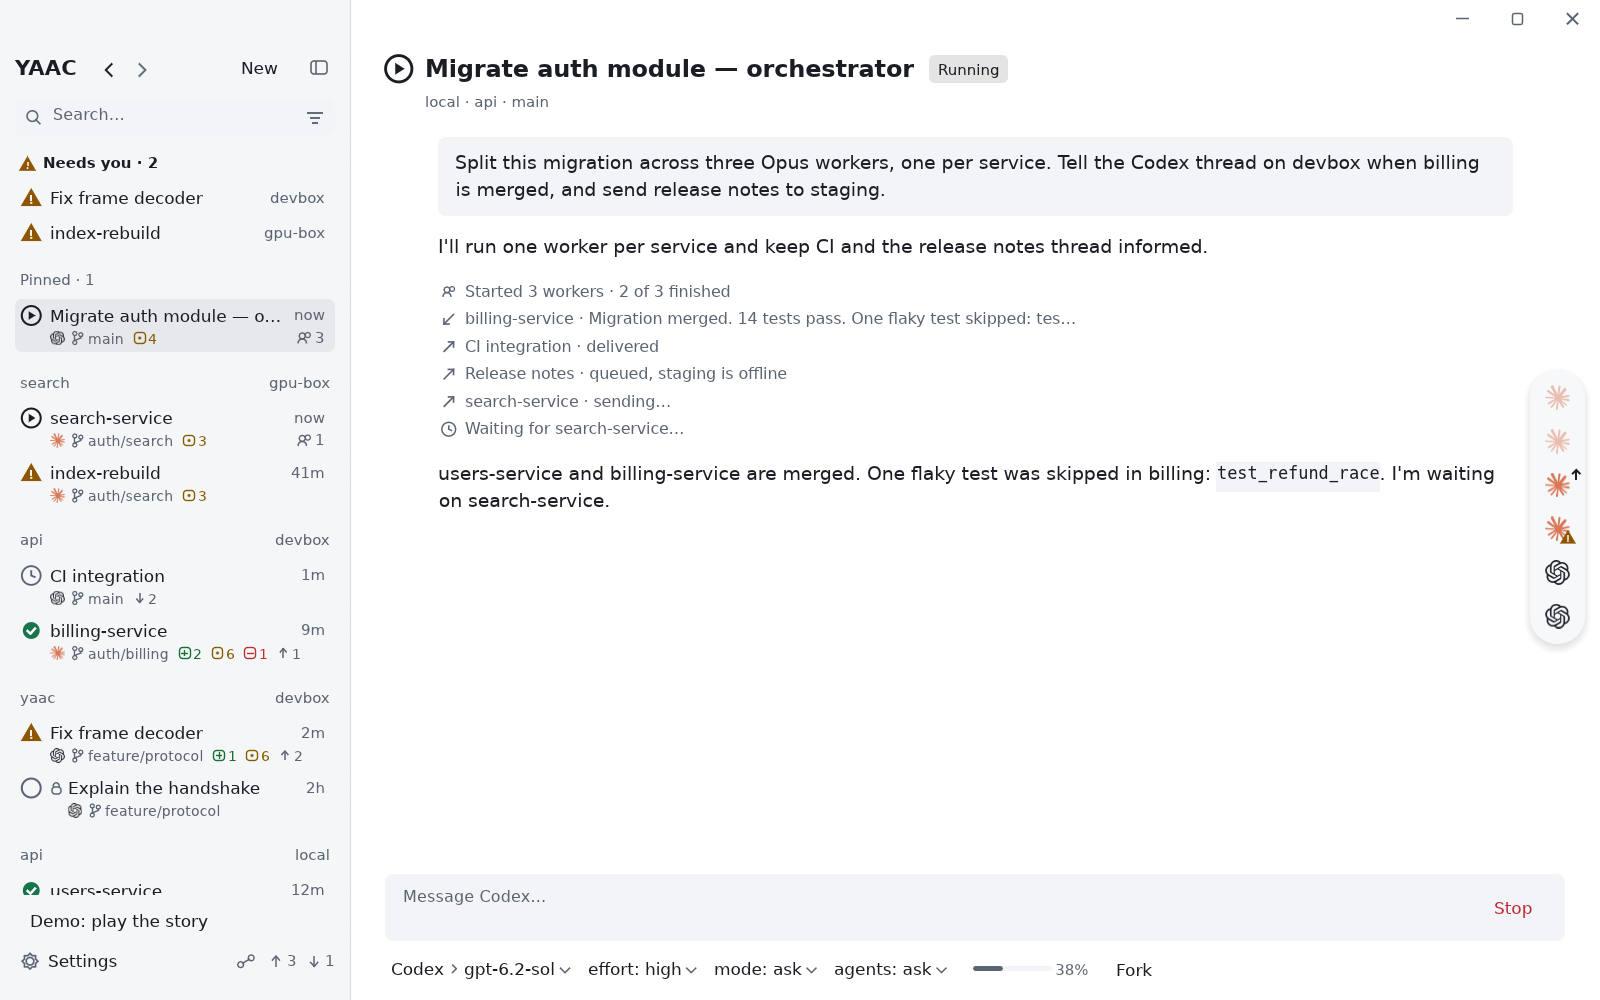 YAAC
New
Search...
Needs you · 2
Fix frame decoder devbox
index-rebuild gpu-box
Pinned · 1
Migrate auth module — o... now
main 4 3
search gpu-box
search-service now
auth/search 3 1
index-rebuild 41m
auth/search 3
api devbox
CI integration 1m
main ↓ 2
billing-service 9m
auth/billing 2 6 1 ↑ 1
yaac devbox
Fix frame decoder 2m
feature/protocol 1 6 ↑ 2
Explain the handshake 2h
feature/protocol
api local
users-service 12m
Demo: play the story
Settings ↑ 3 ↓ 1
Migrate auth module — orchestrator Running
local · api · main
Split this migration across three Opus workers, one per service. Tell the Codex thread on devbox when billing
is merged, and send release notes to staging.
I'll run one worker per service and keep CI and the release notes thread informed.
Started 3 workers · 2 of 3 finished
billing-service · Migration merged. 14 tests pass. One flaky test skipped: tes...
CI integration · delivered
Release notes · queued, staging is offline
search-service · sending...
Waiting for search-service...
users-service and billing-service are merged. One flaky test was skipped in billing: test_refund_race. I'm waiting
on search-service.
Message Codex...
Stop
Codex > gpt-6.2-sol effort: high mode: ask agents: ask 38% Fork